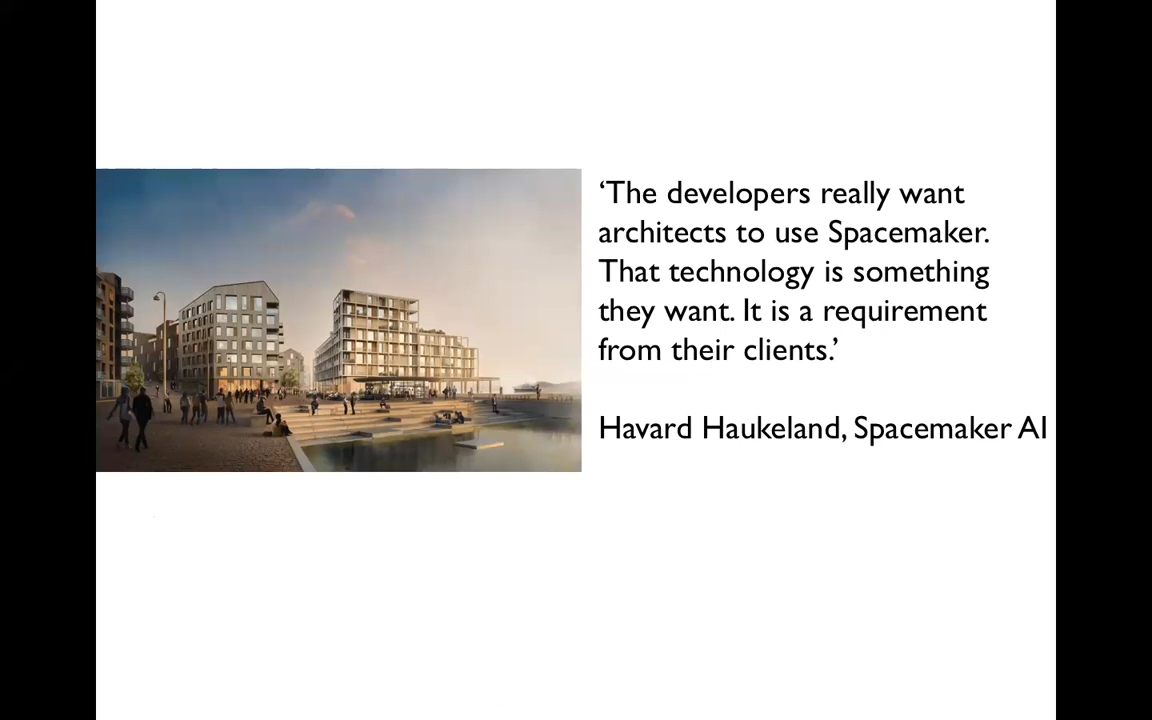 ‘The developers really want
architects to use Spacemaker.
That technology is something
they want. It is a requirement
from their clients.’
Havard Haukeland, Spacemaker AI